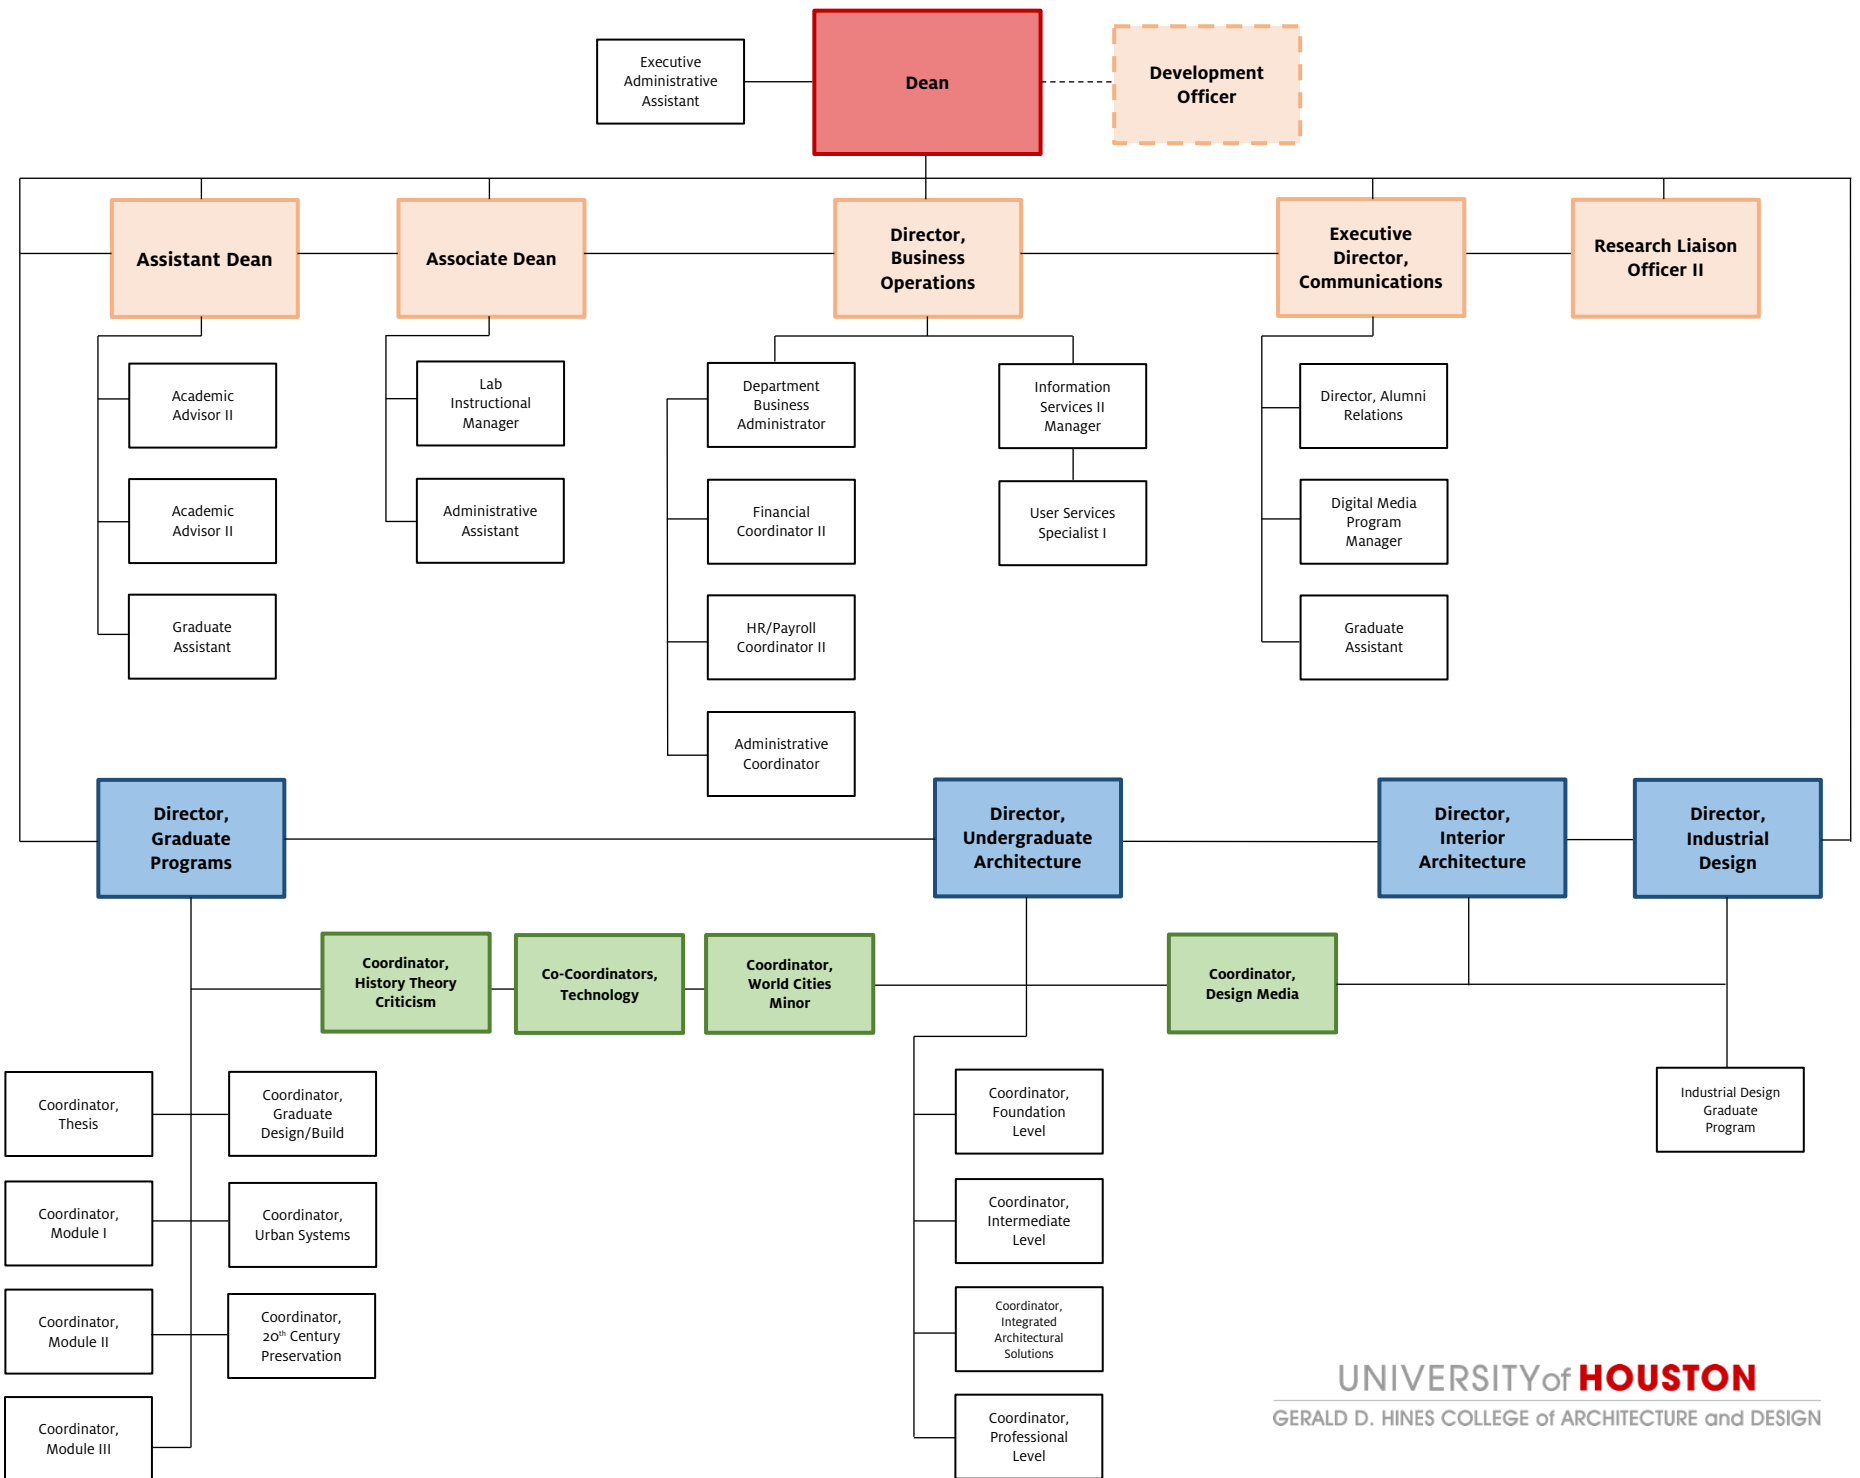 Executive
Administrative
Assistant
Dean
Development
Officer
Assistant Dean
Associate Dean
Director,
Business
Operations
Executive
Director,
Communications
Research Liaison
Officer II
Academic
Advisor II
Lab
Instructional
Manager
Department
Business
Administrator
Information
Services II
Manager
Director, Alumni
Relations
Academic
Advisor II
Administrative
Assistant
Financial
Coordinator II
User Services
Specialist I
Digital Media
Program
Manager
Graduate
Assistant
HR/Payroll
Coordinator II
Graduate
Assistant
Administrative
Coordinator
Director,
Graduate
Programs
Director,
Undergraduate
Architecture
Director,
Interior
Architecture
Director,
Industrial
Design
Coordinator,
History Theory
Criticism
Co-Coordinators,
Technology
Coordinator,
World Cities
Minor
Coordinator,
Design Media
Coordinator,
Thesis
Coordinator,
Graduate
Design/Build
Coordinator,
Foundation
Level
Industrial Design
Graduate
Program
Coordinator,
Module I
Coordinator,
Urban Systems
Coordinator,
Intermediate
Level
Coordinator,
Module II
Coordinator,
20th Century
Preservation
Coordinator,
Integrated
Architectural
Solutions
Coordinator,
Module III
Coordinator,
Professional
Level
UNIVERSITY of HOUSTON
GERALD D. HINES COLLEGE of ARCHITECTURE and DESIGN